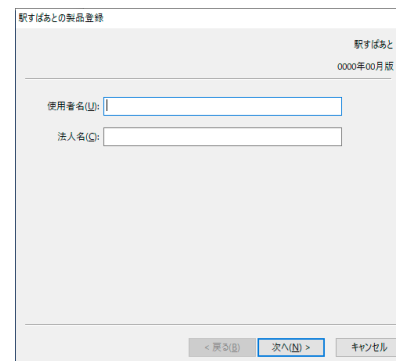 駅すぱあとの製品登録
駅すぱあと
0000年00月版
使用者名(U):
法人名(C):
< 戻る(B)
次へ(N) >
キャンセル